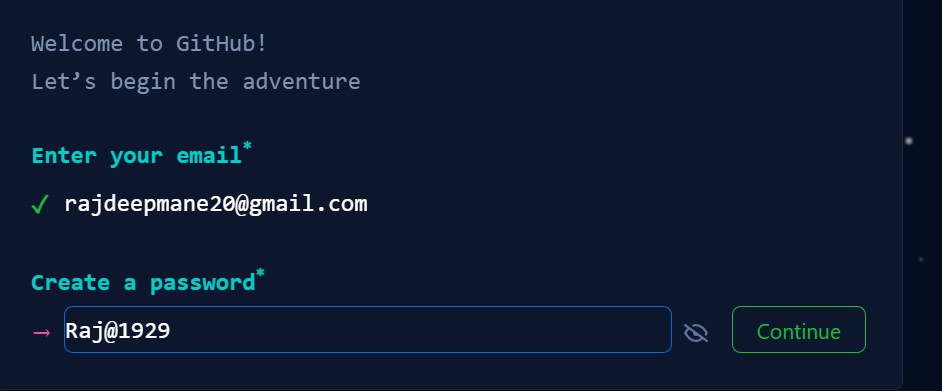 Welcome to GitHub!
Let’s begin the adventure
Enter your email*
✓ rajdeepmane20@gmail.com
Create a password*
→ Raj@1929
Continue